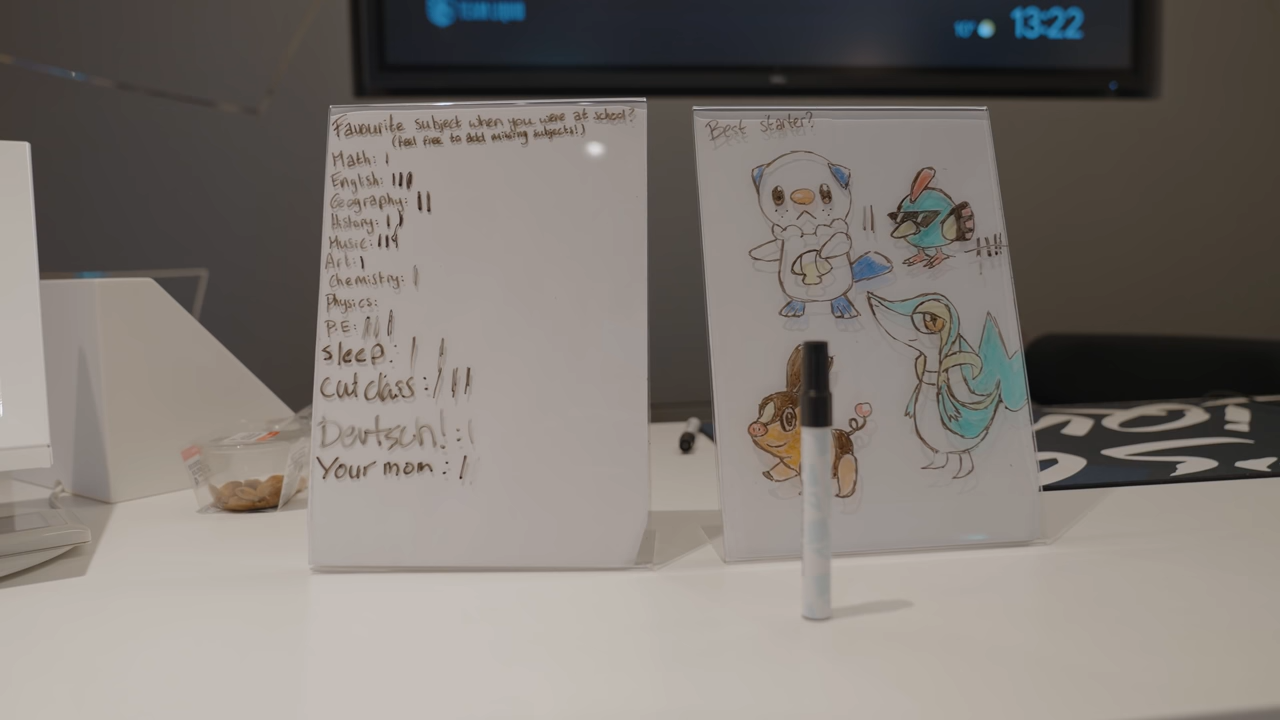 13:22
10°
Favourite subject when you were at school?
(feel free to add missing subjects!)
Math: |
English: |||
Geography: ||
History: ||
Music: |||
Art: |
Chemistry: |
Physics:
P.E: |||
sleep: ||
Cut class: |||
Deutsch!: |
Your mom: |
Best starter?